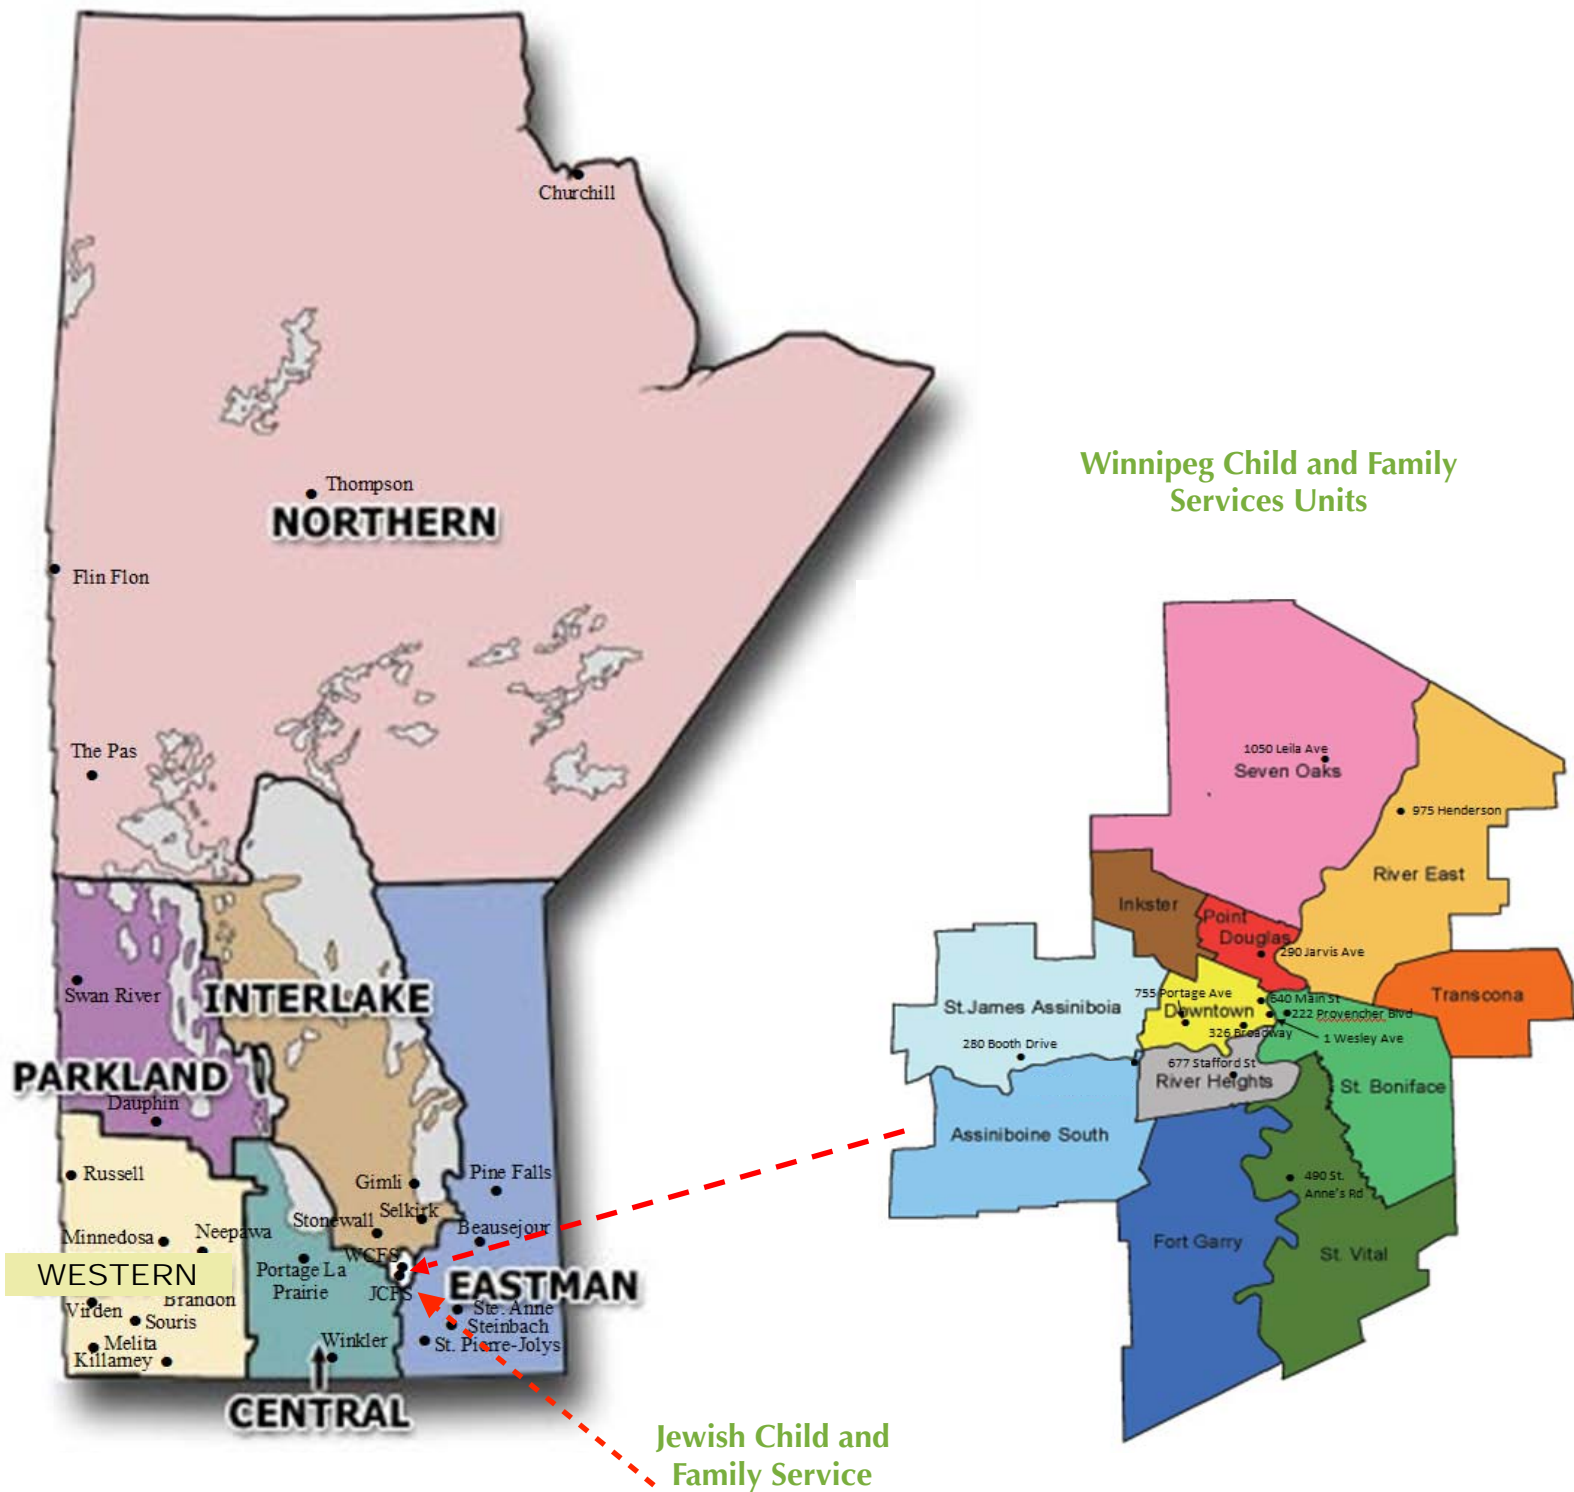 Churchill
Thompson
NORTHERN
Flin Flon
The Pas
Swan River
INTERLAKE
PARKLAND
Dauphin
Russell
Gimli
Pine Falls
Selkirk
Stonewall
Neepawa
Minnedosa
Beausejour
WCFS
WESTERN
Portage La
Prairie
JCFS
EASTMAN
Brandon
Virden
Souris
Ste. Anne
Steinbach
Melita
Winkler
St. Pierre-Jolys
Killarney
CENTRAL
Jewish Child and
Family Service
Winnipeg Child and Family
Services Units
1050 Leila Ave
Seven Oaks
975 Henderson
River East
Inkster
Point
Douglas
290 Jarvis Ave
Transcona
St.James Assiniboia
755 Portage Ave
640 Main St
Downtown
222 Provencher Blvd
326 Broadway
1 Wesley Ave
280 Booth Drive
677 Stafford St
River Heights
St. Boniface
Assiniboine South
490 St.
Anne's Rd
Fort Garry
St. Vital